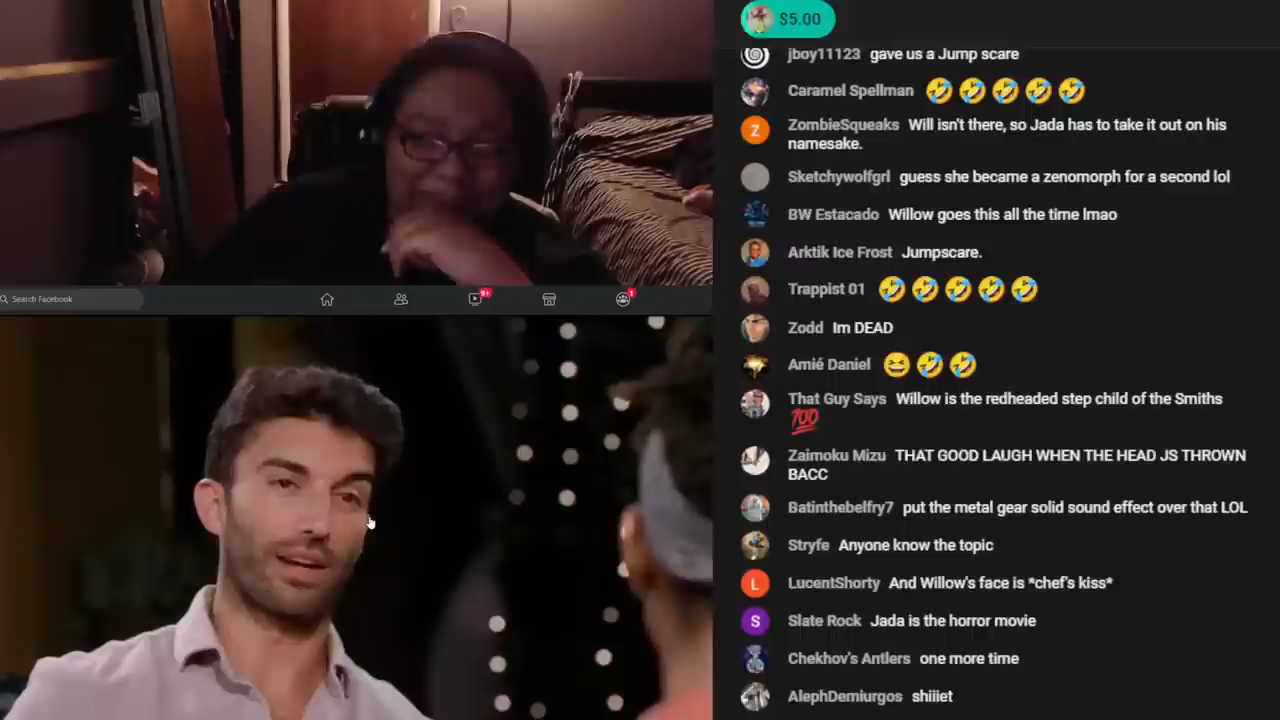 $5.00
jboy11123 gave us a Jump scare
Caramel Spellman 🤣🤣🤣🤣🤣
Z ZombieSqueaks Will isn't there, so Jada has to take it out on his
namesake.
Sketchywolfgrl guess she became a zenomorph for a second lol
BW Estacado Willow goes this all the time lmao
Arktik Ice Frost Jumpscare.
Trappist 01 🤣🤣🤣🤣🤣
Zodd Im DEAD
Amié Daniel 😆🤣🤣
That Guy Says Willow is the redheaded step child of the Smiths
💯
Zaimoku Mizu THAT GOOD LAUGH WHEN THE HEAD JS THROWN
BACC
Batinthebelfry7 put the metal gear solid sound effect over that LOL
Stryfe Anyone know the topic
L LucentShorty And Willow's face is *chef's kiss*
S Slate Rock Jada is the horror movie
Chekhov's Antlers one more time
AlephDemiurgos shiiiet
Search Facebook
9+
1